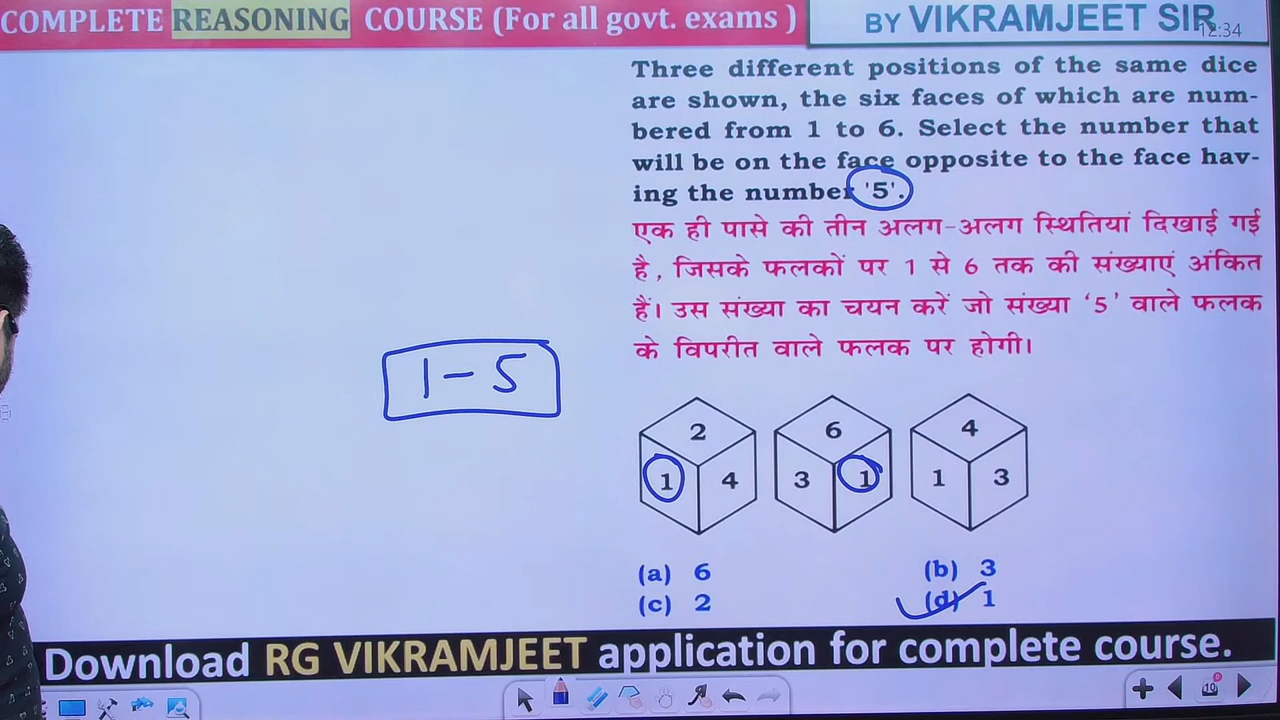 COMPLETE REASONING COURSE (For all govt. exams )
BY VIKRAMJEET SIR
12:34
Three different positions of the same dice
are shown, the six faces of which are num-
bered from 1 to 6. Select the number that
will be on the face opposite to the face hav-
ing the number '5'.
एक ही पासे की तीन अलग-अलग स्थितियां दिखाई गई
है, जिसके फलकों पर 1 से 6 तक की संख्याएं अंकित
हैं। उस संख्या का चयन करें जो संख्या '5' वाले फलक
के विपरीत वाले फलक पर होगी।
1-5
2 6 4
1 4 3 1 1 3
(a) 6 (b) 3
(c) 2 (d) 1
Download RG VIKRAMJEET application for complete course.